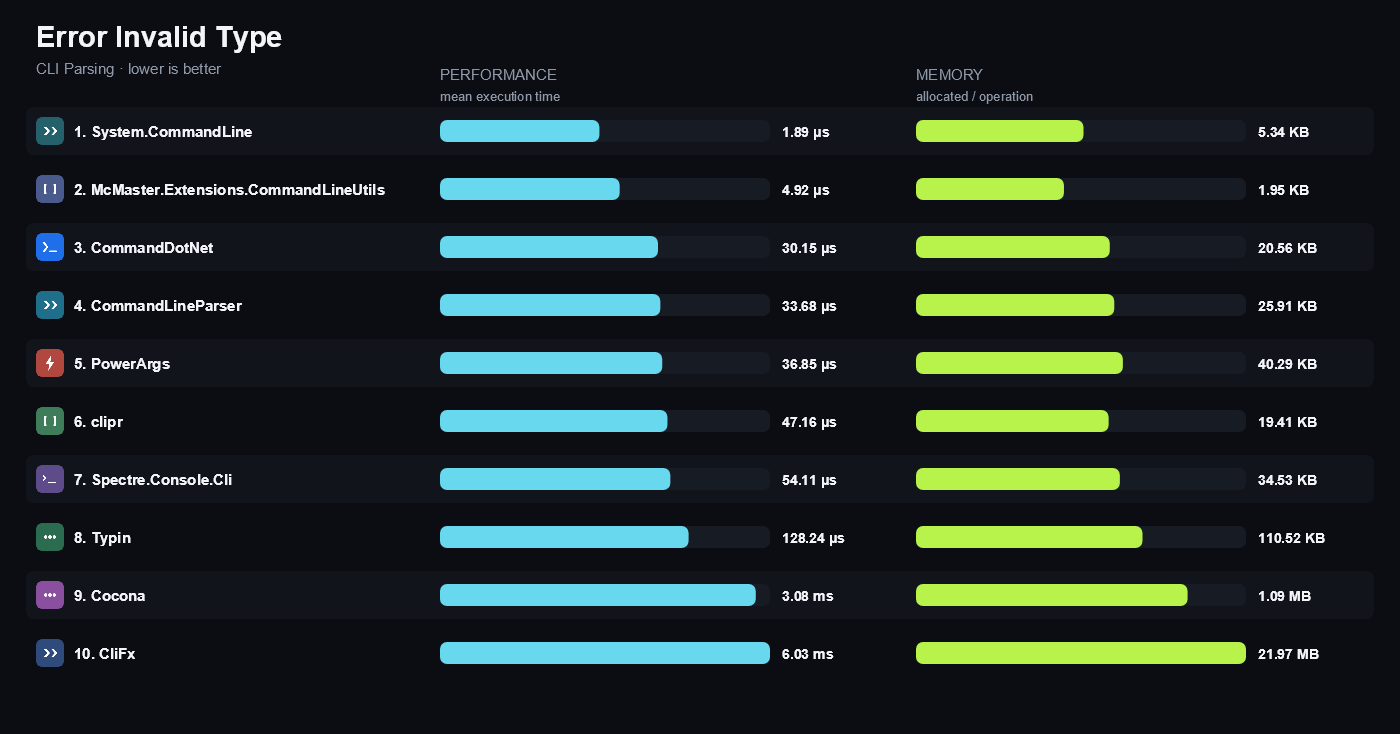 Error Invalid Type
CLI Parsing · lower is better
PERFORMANCE
mean execution time
MEMORY
allocated / operation
1. System.CommandLine 1.89 µs 5.34 KB
2. McMaster.Extensions.CommandLineUtils 4.92 µs 1.95 KB
3. CommandDotNet 30.15 µs 20.56 KB
4. CommandLineParser 33.68 µs 25.91 KB
5. PowerArgs 36.85 µs 40.29 KB
6. clipr 47.16 µs 19.41 KB
7. Spectre.Console.Cli 54.11 µs 34.53 KB
8. Typin 128.24 µs 110.52 KB
9. Cocona 3.08 ms 1.09 MB
10. CliFx 6.03 ms 21.97 MB